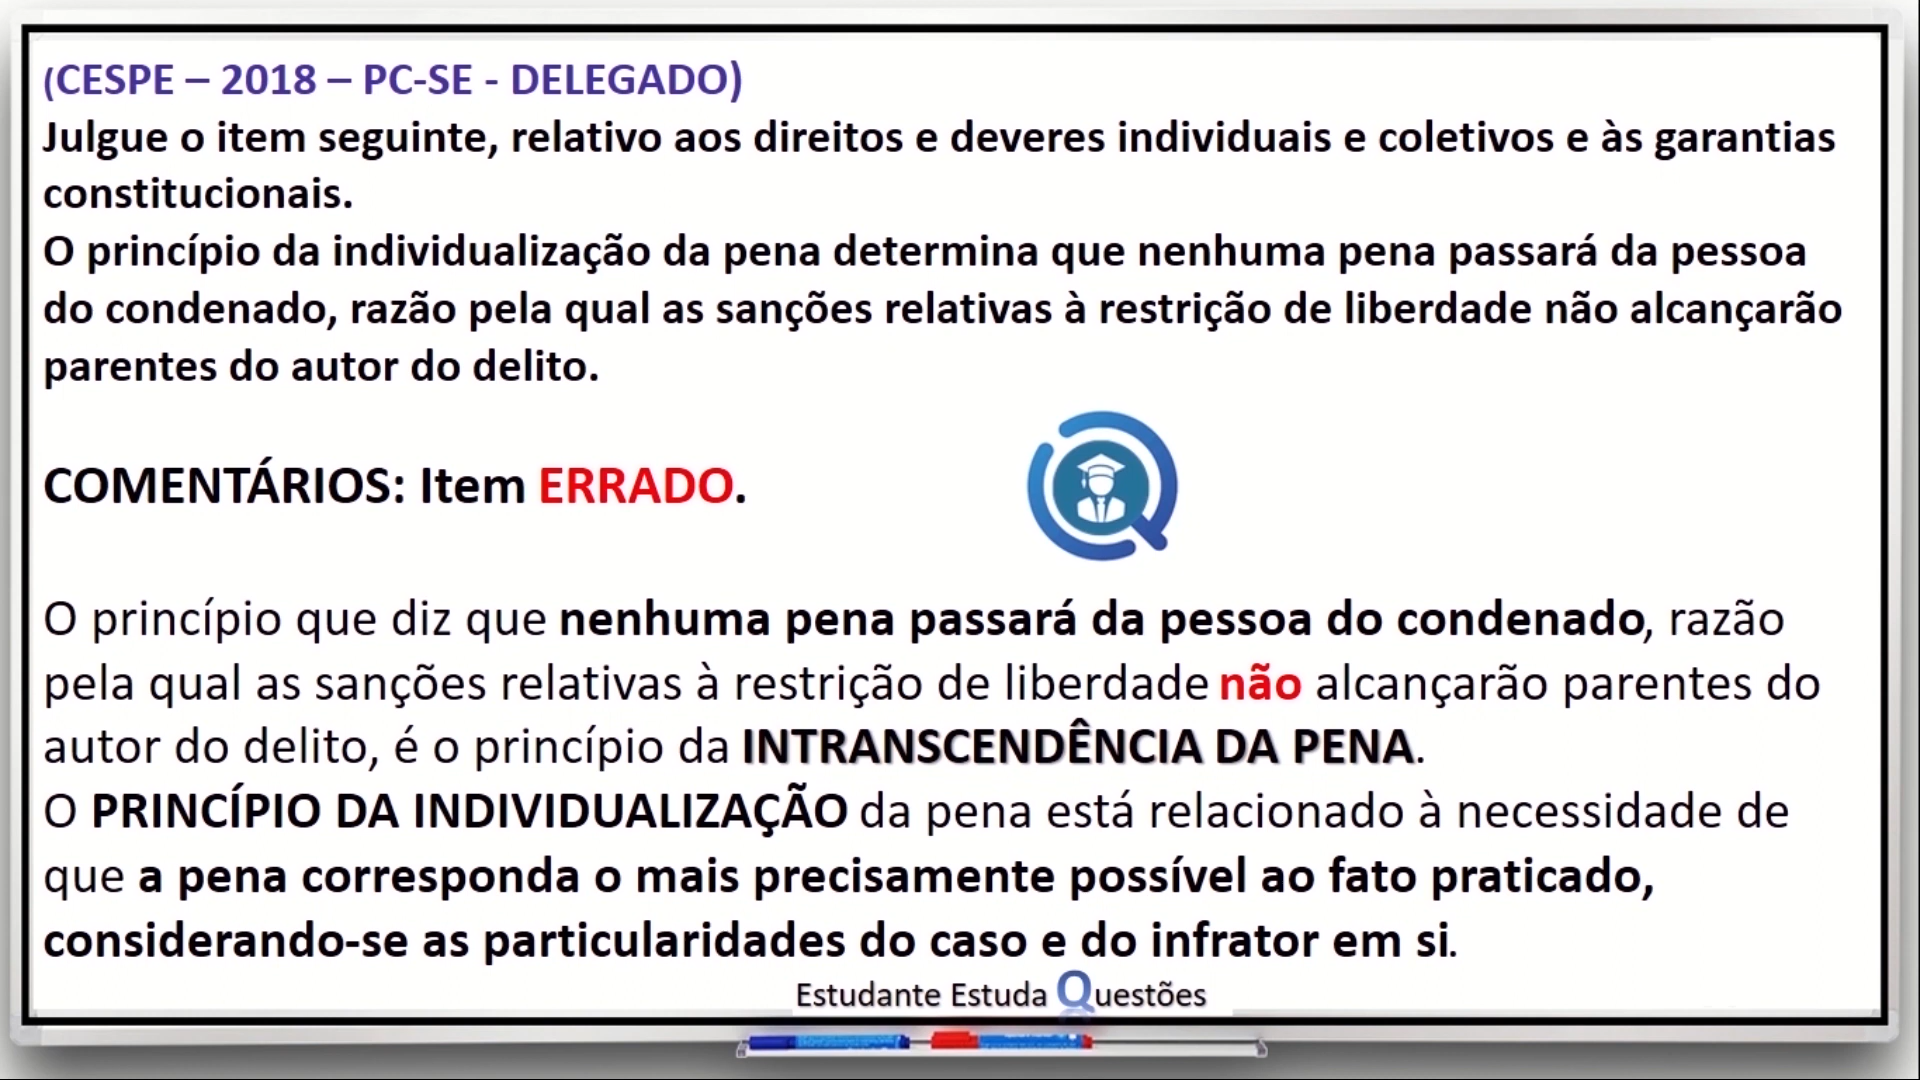 (CESPE – 2018 – PC-SE - DELEGADO)
Julgue o item seguinte, relativo aos direitos e deveres individuais e coletivos e às garantias
constitucionais.
O princípio da individualização da pena determina que nenhuma pena passará da pessoa
do condenado, razão pela qual as sanções relativas à restrição de liberdade não alcançarão
parentes do autor do delito.
COMENTÁRIOS: Item ERRADO.
O princípio que diz que nenhuma pena passará da pessoa do condenado, razão
pela qual as sanções relativas à restrição de liberdade não alcançarão parentes do
autor do delito, é o princípio da INTRANSCENDÊNCIA DA PENA.
O PRINCÍPIO DA INDIVIDUALIZAÇÃO da pena está relacionado à necessidade de
que a pena corresponda o mais precisamente possível ao fato praticado,
considerando-se as particularidades do caso e do infrator em si.
Estudante Estuda Questões